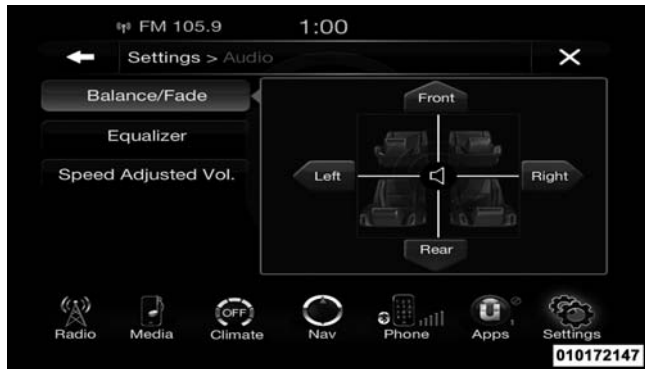 FM 105.9 1:00
Settings > Audio
Balance/Fade
Equalizer
Speed Adjusted Vol.
Front
Left
Right
Rear
OFF
Radio Media Climate Nav Phone Apps Settings
010172147